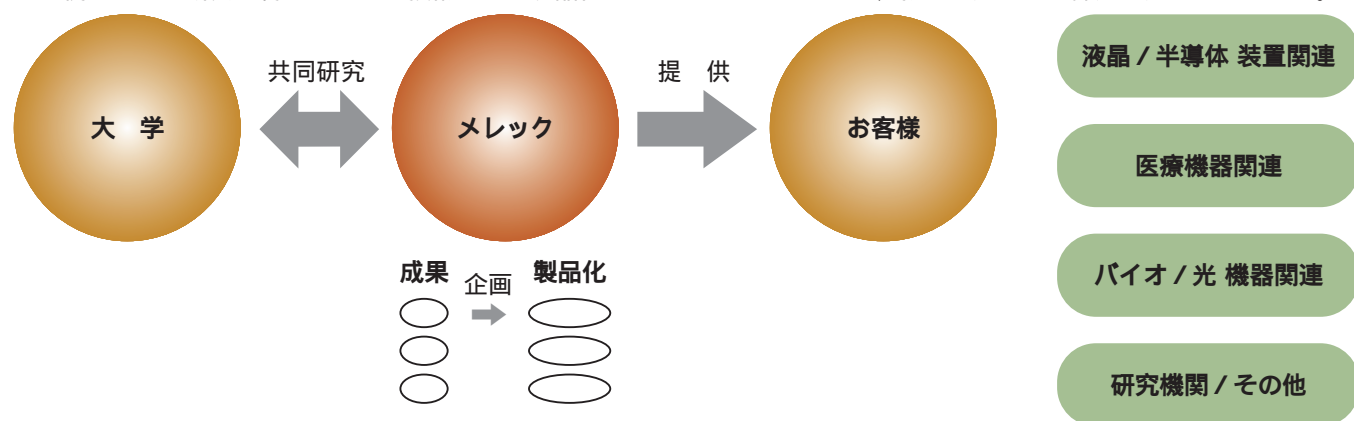 大　学
共同研究
メレック
提　供
お客様
成果
企画
製品化
液晶 / 半導体 装置関連
医療機器関連
バイオ / 光 機器関連
研究機関 / その他